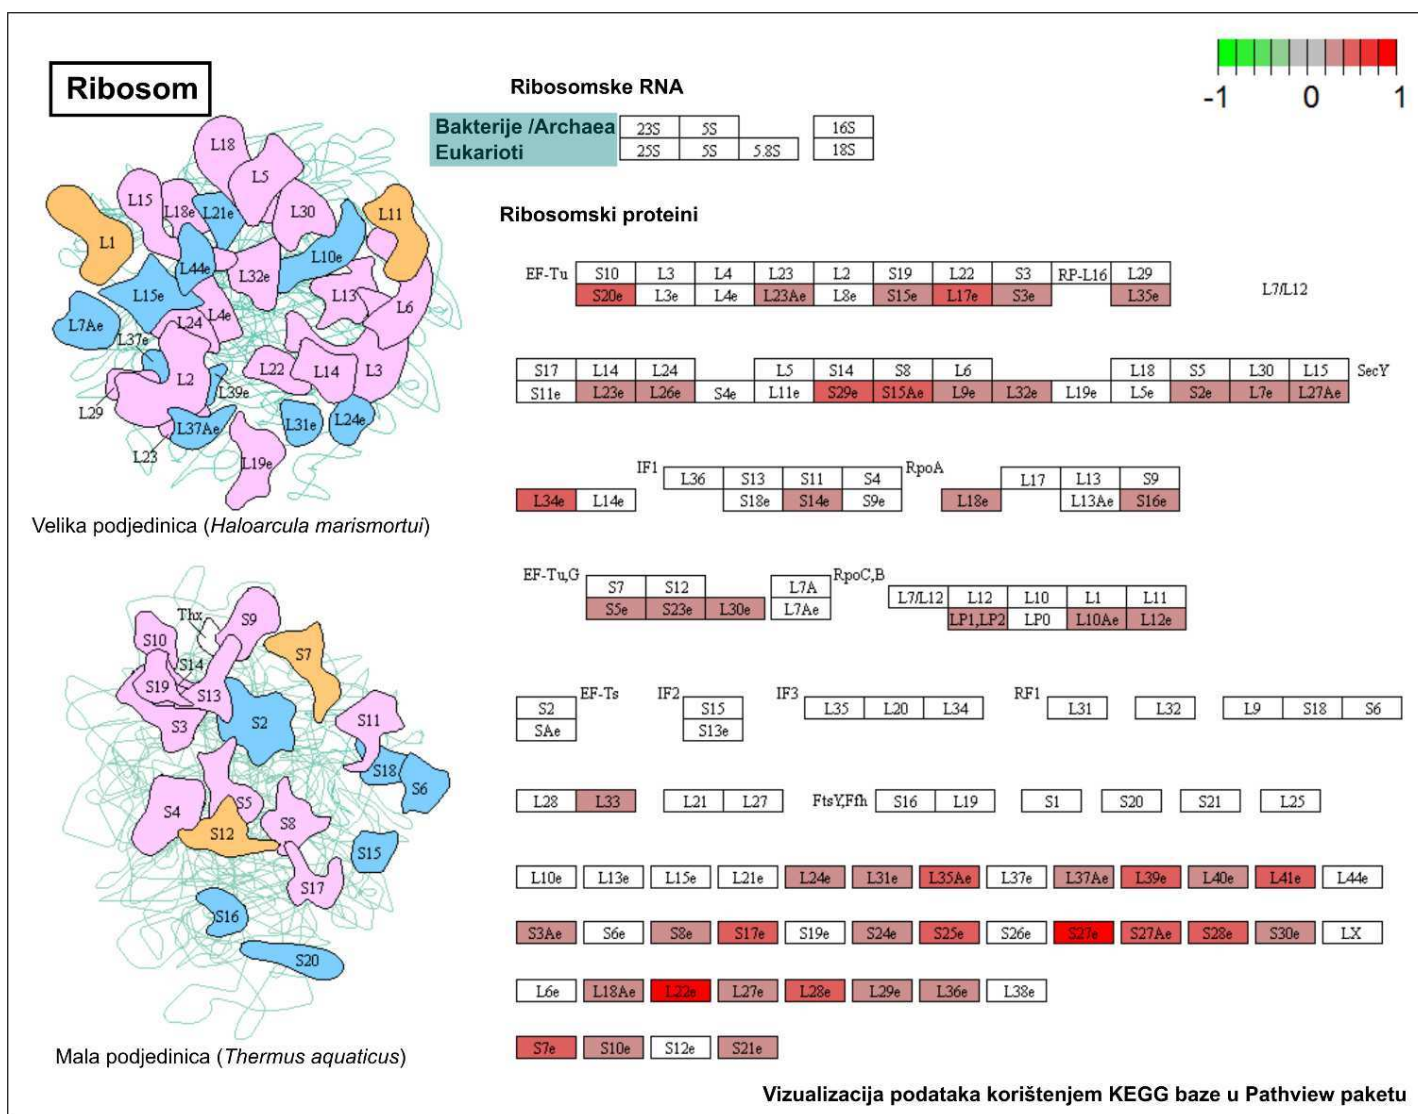 Ribosom
-1 0 1
Ribosomske RNA
Bakterije /Archaea 23S 5S 16S
Eukarioti 25S 5S 5.8S 18S
L18
L5
L15
L18e
L21e
L30
L11
L1
L10e
L44e
L32e
L15e
L13
L6
L7Ae
L24
L4e
L37e
L2
L22
L14
L3
L39e
L29
L37Ae
L31e
L24e
L23
L19e
Velika podjedinica (Haloarcula marismortui)
Thx
S9
S10
S14
S7
S19
S13
S3
S2
S11
S18
S6
S4
S5
S12
S8
S15
S17
S16
S20
Mala podjedinica (Thermus aquaticus)
Ribosomski proteini
EF-Tu S10 L3 L4 L23 L2 S19 L22 S3 RP-L16 L29 L7/L12
S20e L3e L4e L23Ae L8e S15e L17e S3e L35e
S17 L14 L24 L5 S14 S8 L6 L18 S5 L30 L15 SecY
S11e L23e L26e S4e L11e S29e S15Ae L9e L32e L19e L5e S2e L7e L27Ae
IF1 L36 S13 S11 S4 RpoA L17 L13 S9
L34e L14e S18e S14e S9e L18e L13Ae S16e
EF-Tu,G S7 S12 L7A RpoC,B L7/L12 L12 L10 L1 L11
S5e S23e L30e L7Ae LP1,LP2 LP0 L10Ae L12e
S2 EF-Ts IF2 S15 IF3 L35 L20 L34 RF1 L31 L32 L9 S18 S6
SAe S13e
L28 L33 L21 L27 FtsY,Ffh S16 L19 S1 S20 S21 L25
L10e L13e L15e L21e L24e L31e L35Ae L37e L37Ae L39e L40e L41e L44e
S3Ae S6e S8e S17e S19e S24e S25e S26e S27e S27Ae S28e S30e LX
L6e L18Ae L22e L27e L28e L29e L36e L38e
S7e S10e S12e S21e
Vizualizacija podataka korištenjem KEGG baze u Pathview paketu